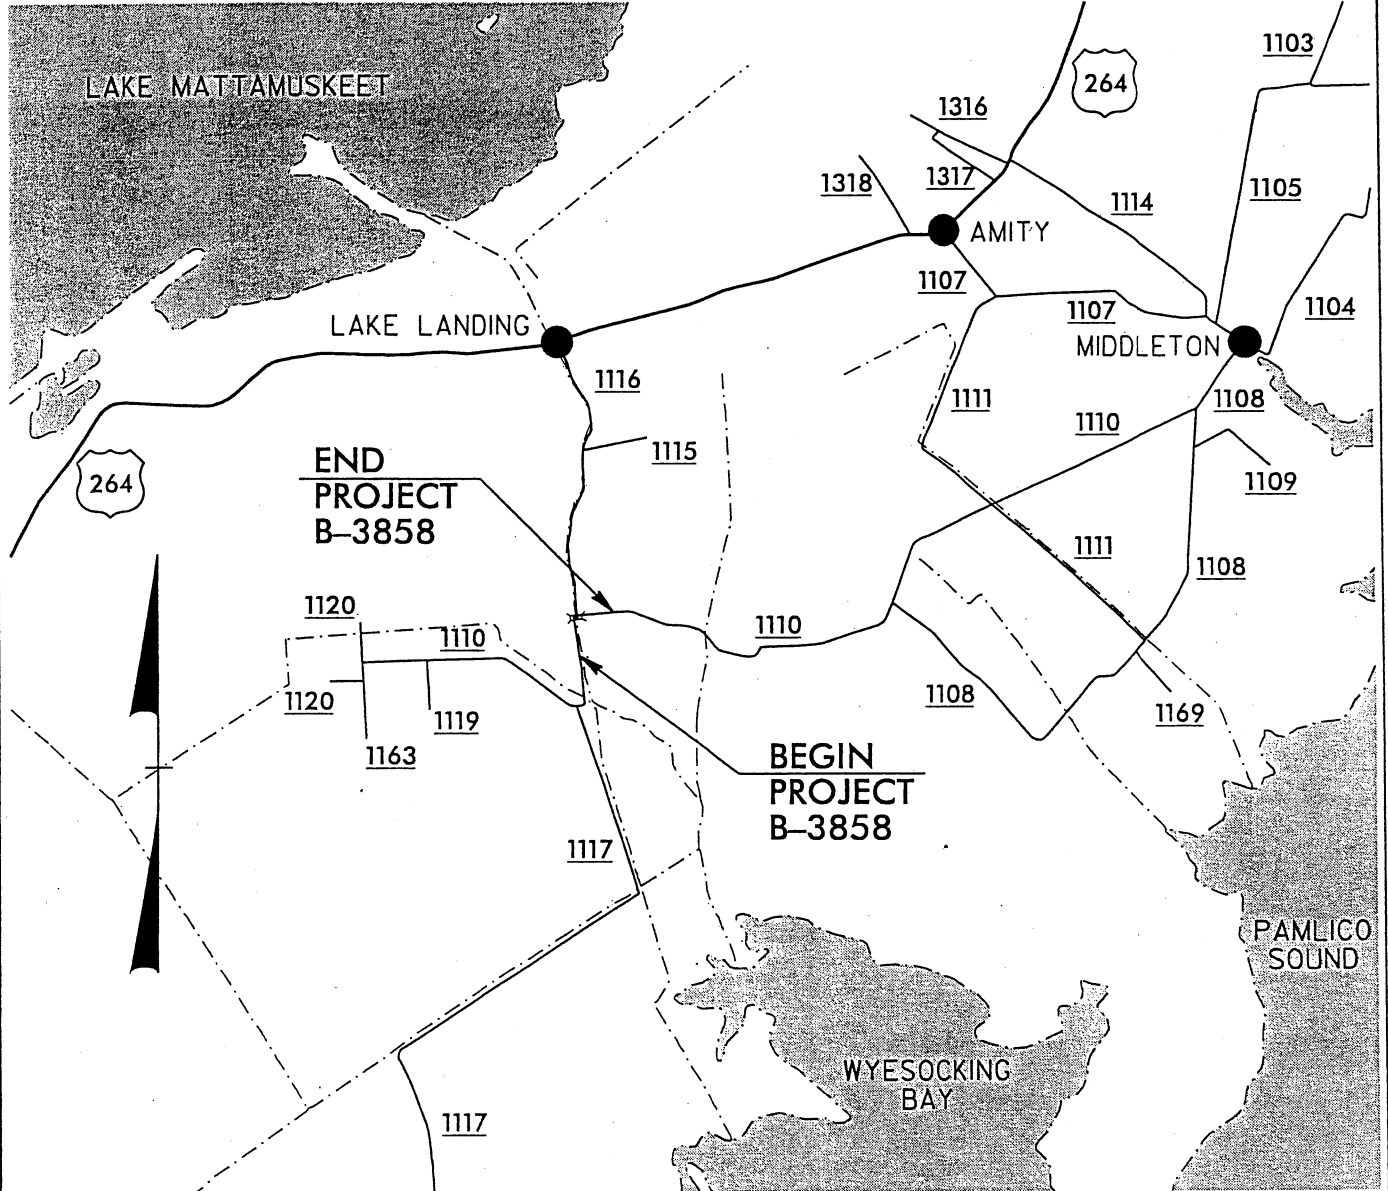 1103
264
LAKE MATTAMUSKEET
1316
1318
1317
1105
1114
AMITY
1107
1107
1104
LAKE LANDING
MIDDLETON
1116
1111
1108
1110
1115
END
PROJECT
B–3858
264
1109
1111
1108
1120
1110
1110
1120
1119
1108
1169
1163
BEGIN
PROJECT
B–3858
1117
PAMLICO
SOUND
WYESOCKING
BAY
1117